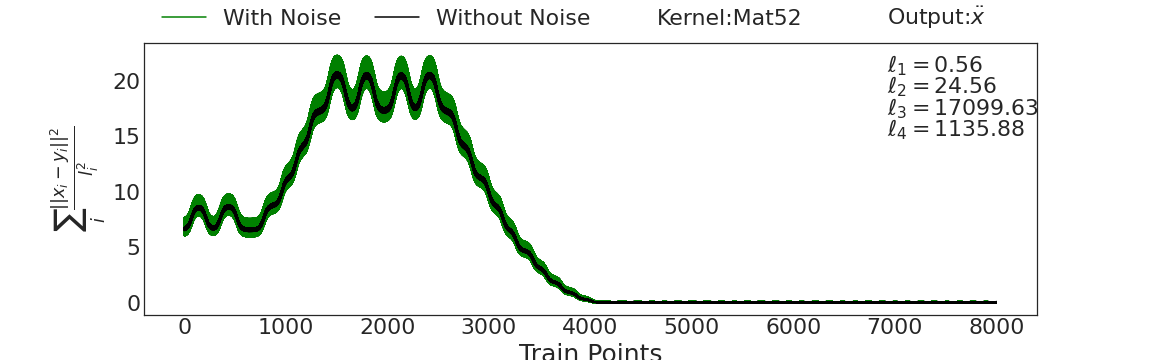 With Noise Without Noise Kernel:Mat52 Output:ẍ
ℓ₁ = 0.56
ℓ₂ = 24.56
ℓ₃ = 17099.63
ℓ₄ = 1135.88
∑ᵢ ||xᵢ − yᵢ||² / lᵢ²
20
15
10
5
0
0 1000 2000 3000 4000 5000 6000 7000 8000
Train Points